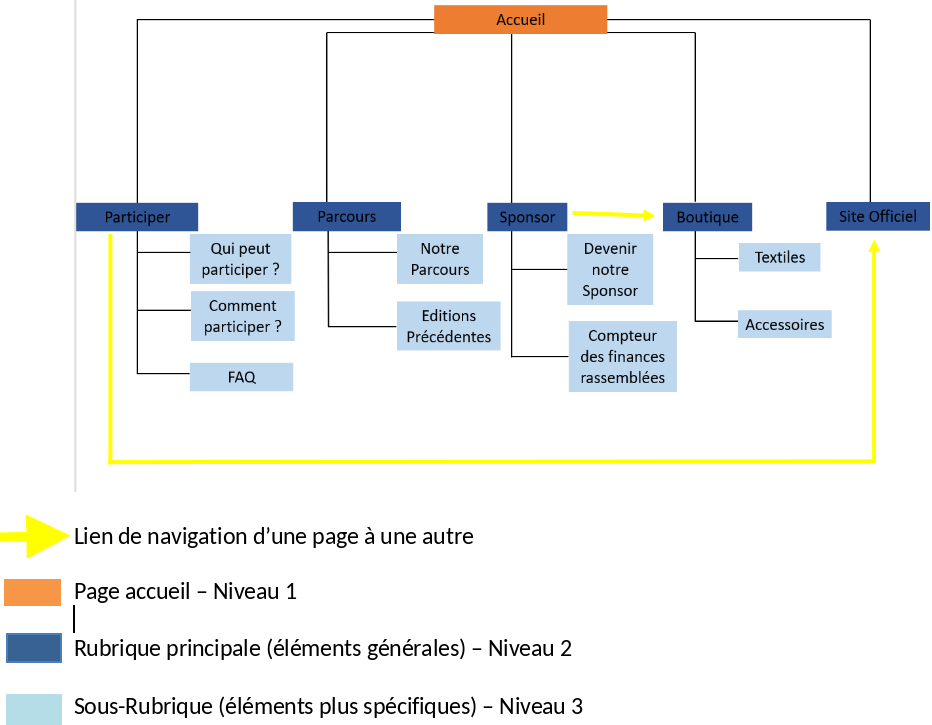 Accueil
Participer
Parcours
Sponsor
Boutique
Site Officiel
Qui peut
participer ?
Comment
participer ?
FAQ
Notre
Parcours
Editions
Précédentes
Devenir
notre
Sponsor
Compteur
des finances
rassemblées
Textiles
Accessoires
Lien de navigation d’une page à une autre
Page accueil – Niveau 1
Rubrique principale (éléments générales) – Niveau 2
Sous-Rubrique (éléments plus spécifiques) – Niveau 3